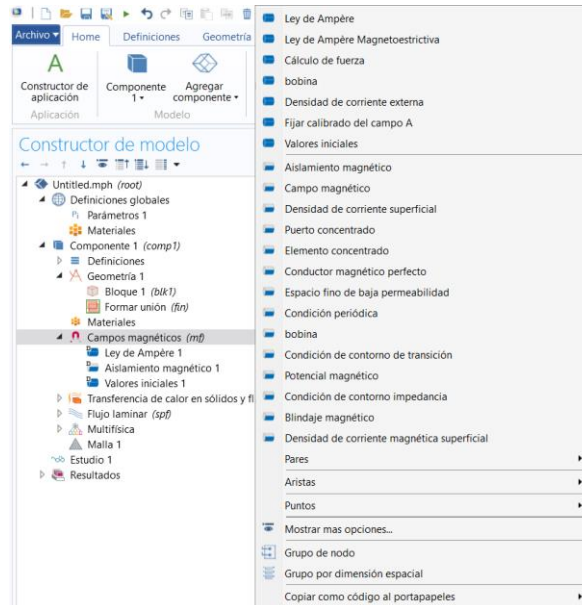 Archivo Home Definiciones Geometría
Constructor de aplicación
Componente 1
Agregar componente
Aplicación
Modelo
Constructor de modelo
Untitled.mph (root)
Definiciones globales
Pi Parámetros 1
Materiales
Componente 1 (comp1)
Definiciones
Geometría 1
Bloque 1 (blk1)
Formar unión (fin)
Materiales
Campos magnéticos (mf)
Ley de Ampère 1
Aislamiento magnético 1
Valores iniciales 1
Transferencia de calor en sólidos y fl
Flujo laminar (spf)
Multifísica
Malla 1
Estudio 1
Resultados
Ley de Ampère
Ley de Ampère Magnetoestrictiva
Cálculo de fuerza
bobina
Densidad de corriente externa
Fijar calibrado del campo A
Valores iniciales
Aislamiento magnético
Campo magnético
Densidad de corriente superficial
Puerto concentrado
Elemento concentrado
Conductor magnético perfecto
Espacio fino de baja permeabilidad
Condición periódica
bobina
Condición de contorno de transición
Potencial magnético
Condición de contorno impedancia
Blindaje magnético
Densidad de corriente magnética superficial
Pares
Aristas
Puntos
Mostrar mas opciones...
Grupo de nodo
Grupo por dimensión espacial
Copiar como código al portapapeles